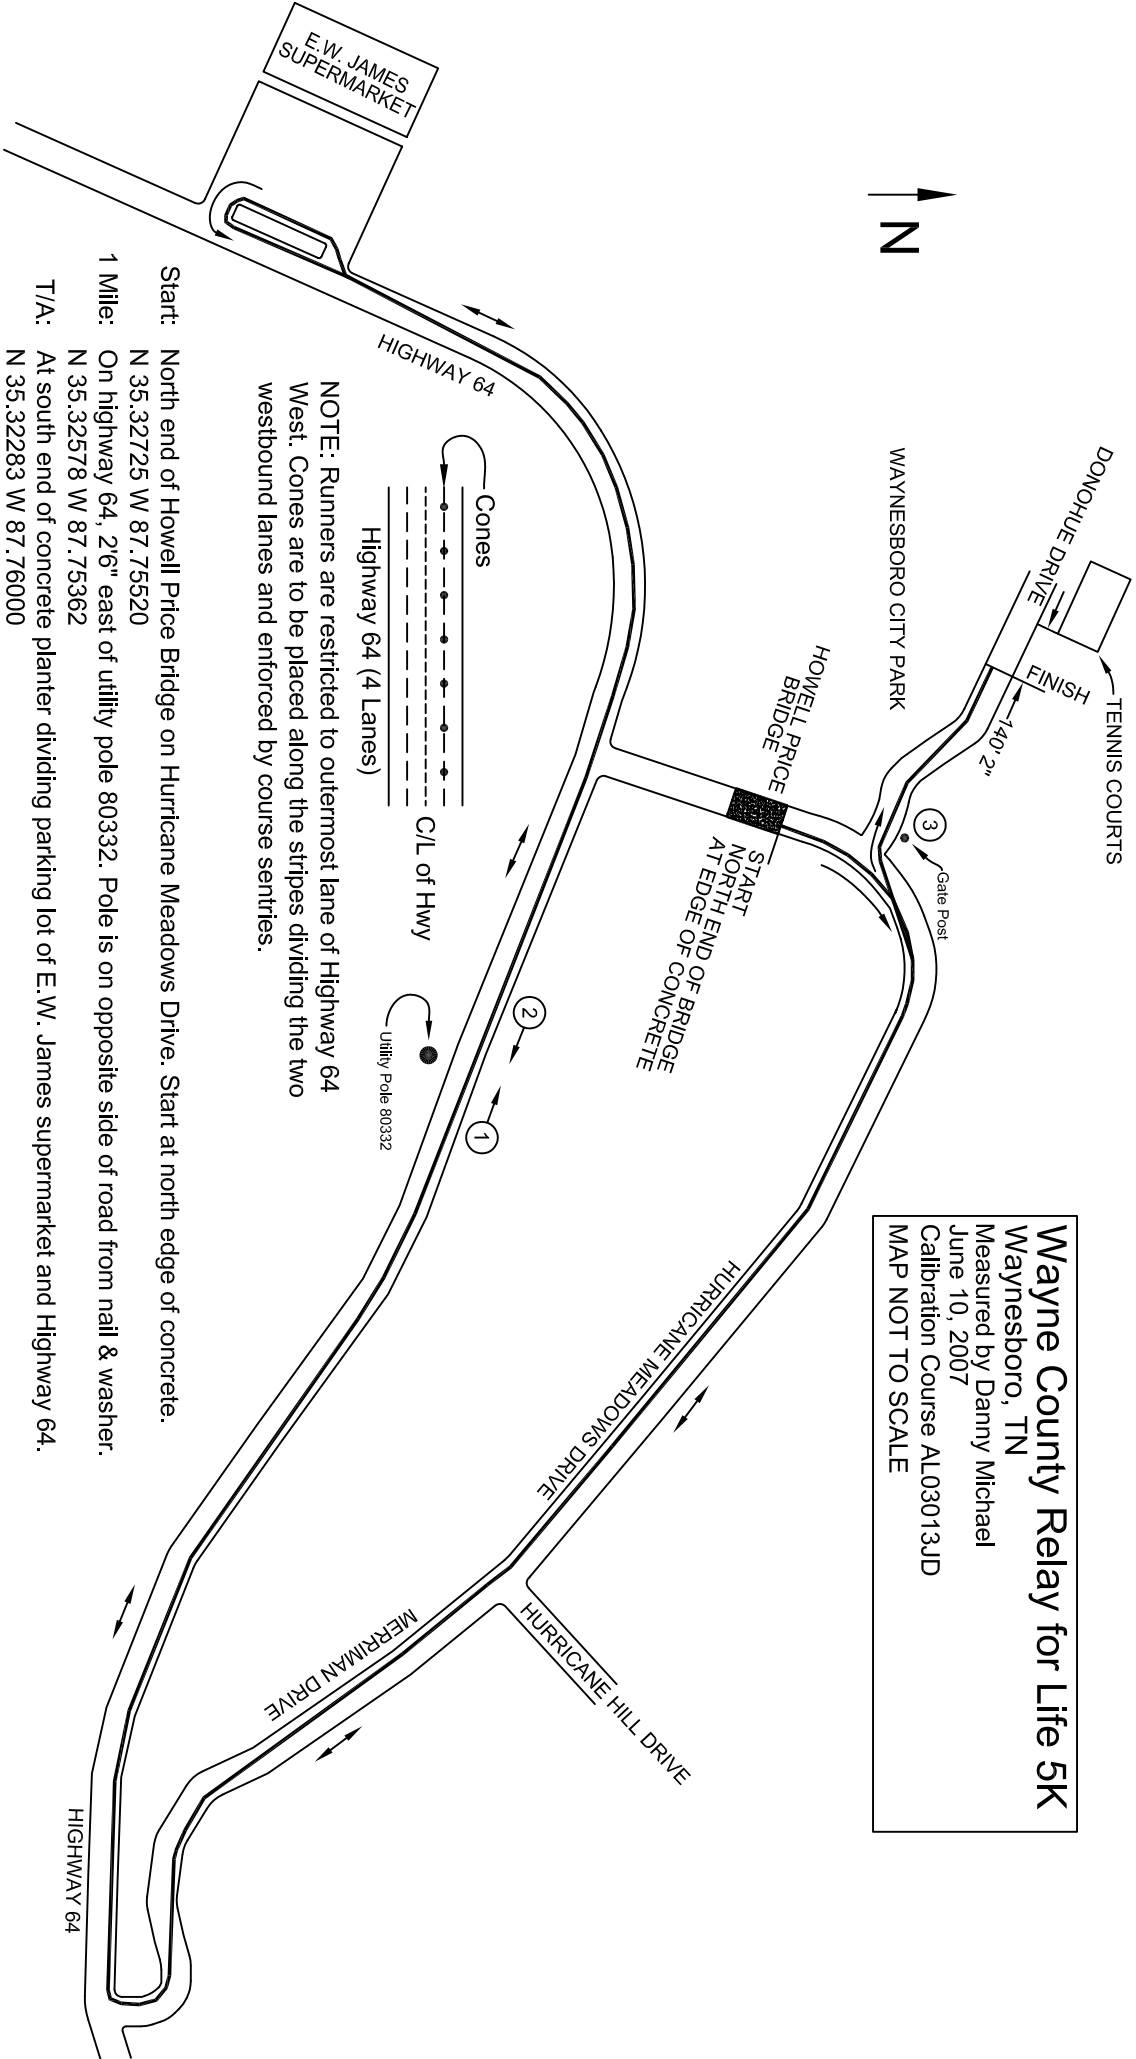 Wayne County Relay for Life 5K
Waynesboro, TN
Measured by Danny Michael
June 10, 2007
Calibration Course AL03013JD
MAP NOT TO SCALE
TENNIS COURTS
DONOHUE DRIVE
FINISH
140' 2"
WAYNESBORO CITY PARK
3
Gate Post
HOWELL PRICE
BRIDGE
START
NORTH END OF BRIDGE
AT EDGE OF CONCRETE
N
HURRICANE MEADOWS DRIVE
HURRICANE HILL DRIVE
MERRIMAN DRIVE
HIGHWAY 64
2
1
Utility Pole 80332
Cones
C/L of Hwy
Highway 64 (4 Lanes)
HIGHWAY 64
E.W. JAMES
SUPERMARKET
NOTE: Runners are restricted to outermost lane of Highway 64
West. Cones are to be placed along the stripes dividing the two
westbound lanes and enforced by course sentries.
Start: North end of Howell Price Bridge on Hurricane Meadows Drive. Start at north edge of concrete.
N 35.32725 W 87.75520
1 Mile: On highway 64, 2'6" east of utility pole 80332. Pole is on opposite side of road from nail & washer.
N 35.32578 W 87.75362
T/A: At south end of concrete planter dividing parking lot of E.W. James supermarket and Highway 64.
N 35.32283 W 87.76000